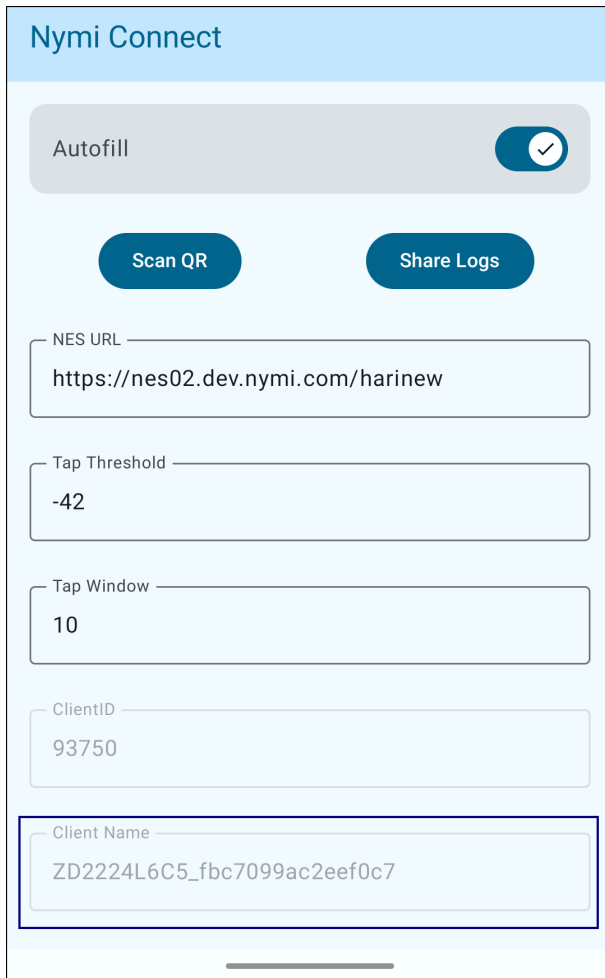 Nymi Connect
Autofill
Scan QR
Share Logs
NES URL
https://nes02.dev.nymi.com/harinew
Tap Threshold
-42
Tap Window
10
ClientID
93750
Client Name
ZD2224L6C5_fbc7099ac2eef0c7